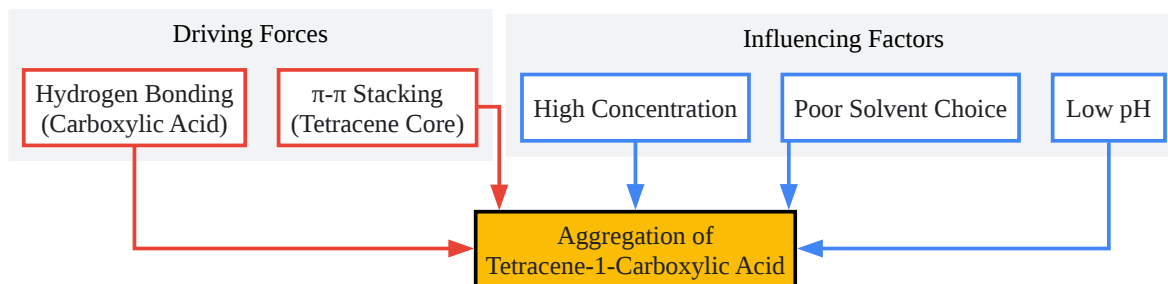 Driving Forces
Hydrogen Bonding
(Carboxylic Acid)
π-π Stacking
(Tetracene Core)
Influencing Factors
High Concentration
Poor Solvent Choice
Low pH
Aggregation of
Tetracene-1-Carboxylic Acid